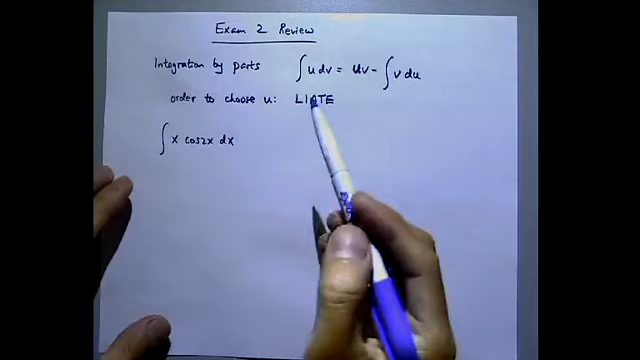 Exam 2 Review
Integration by parts ∫ u dv = uv - ∫ v du
order to choose u: LIATE
∫ x cos2x dx